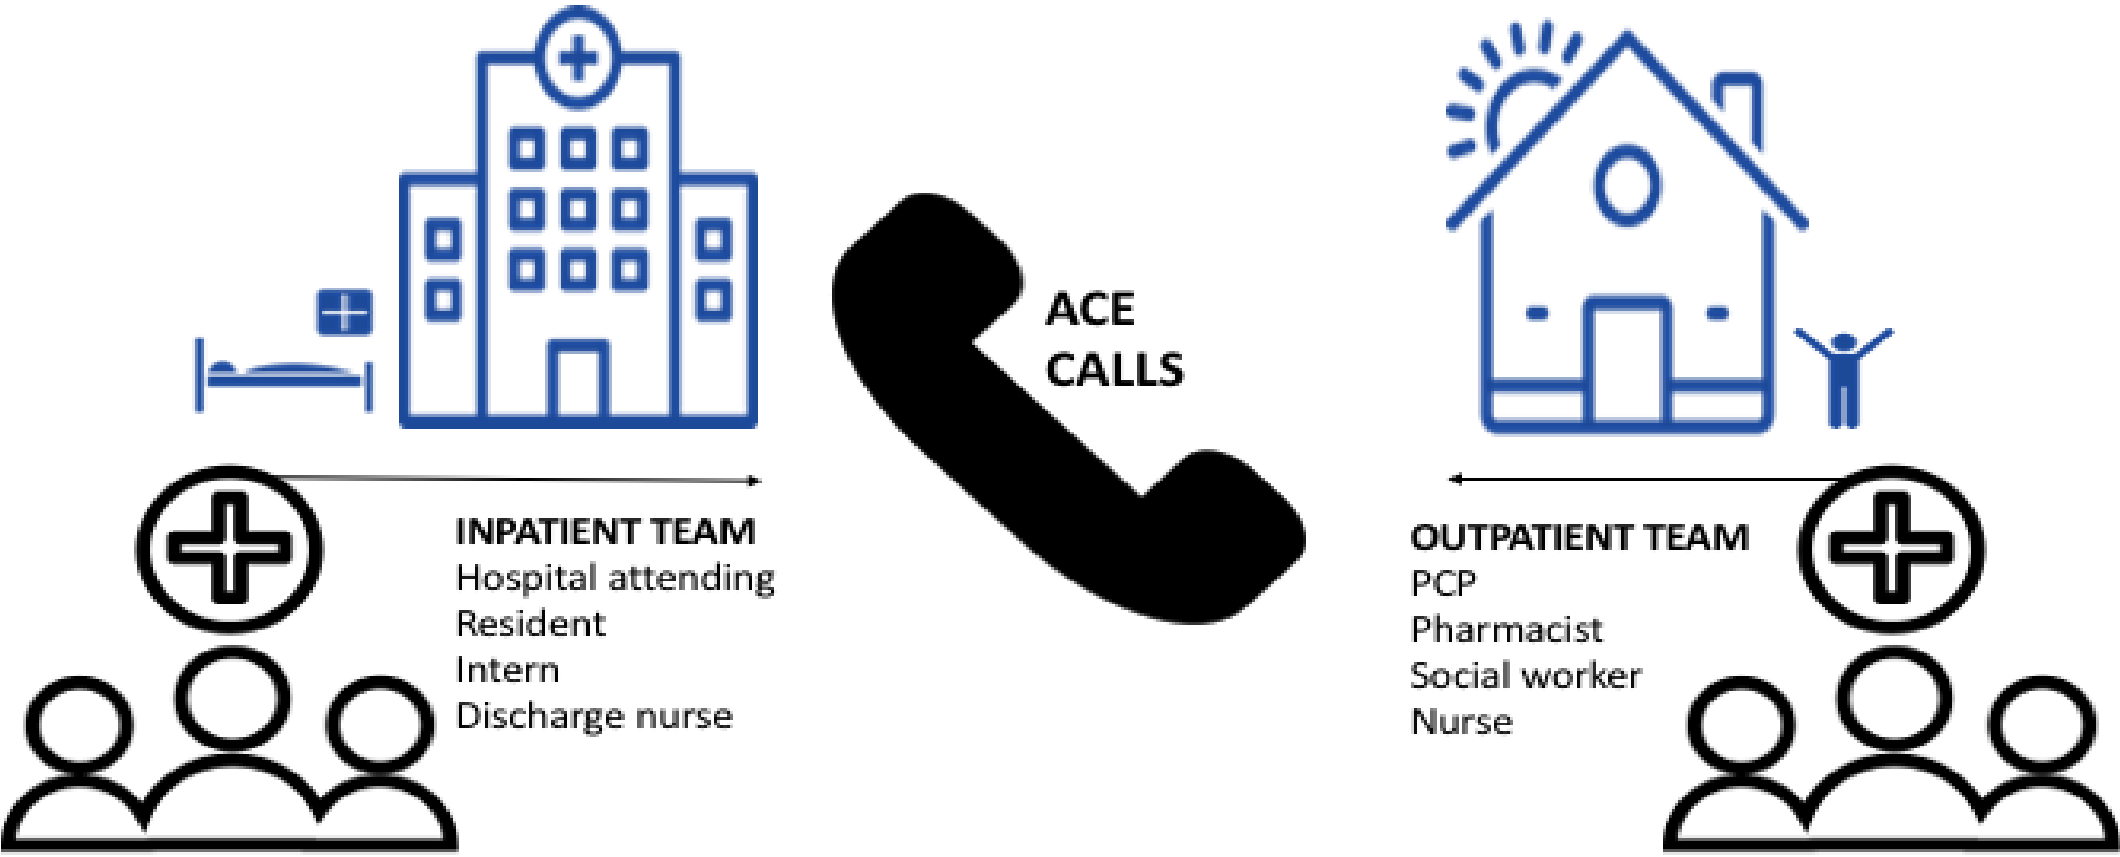 ACE
CALLS
INPATIENT TEAM
Hospital attending
Resident
Intern
Discharge nurse
OUTPATIENT TEAM
PCP
Pharmacist
Social worker
Nurse